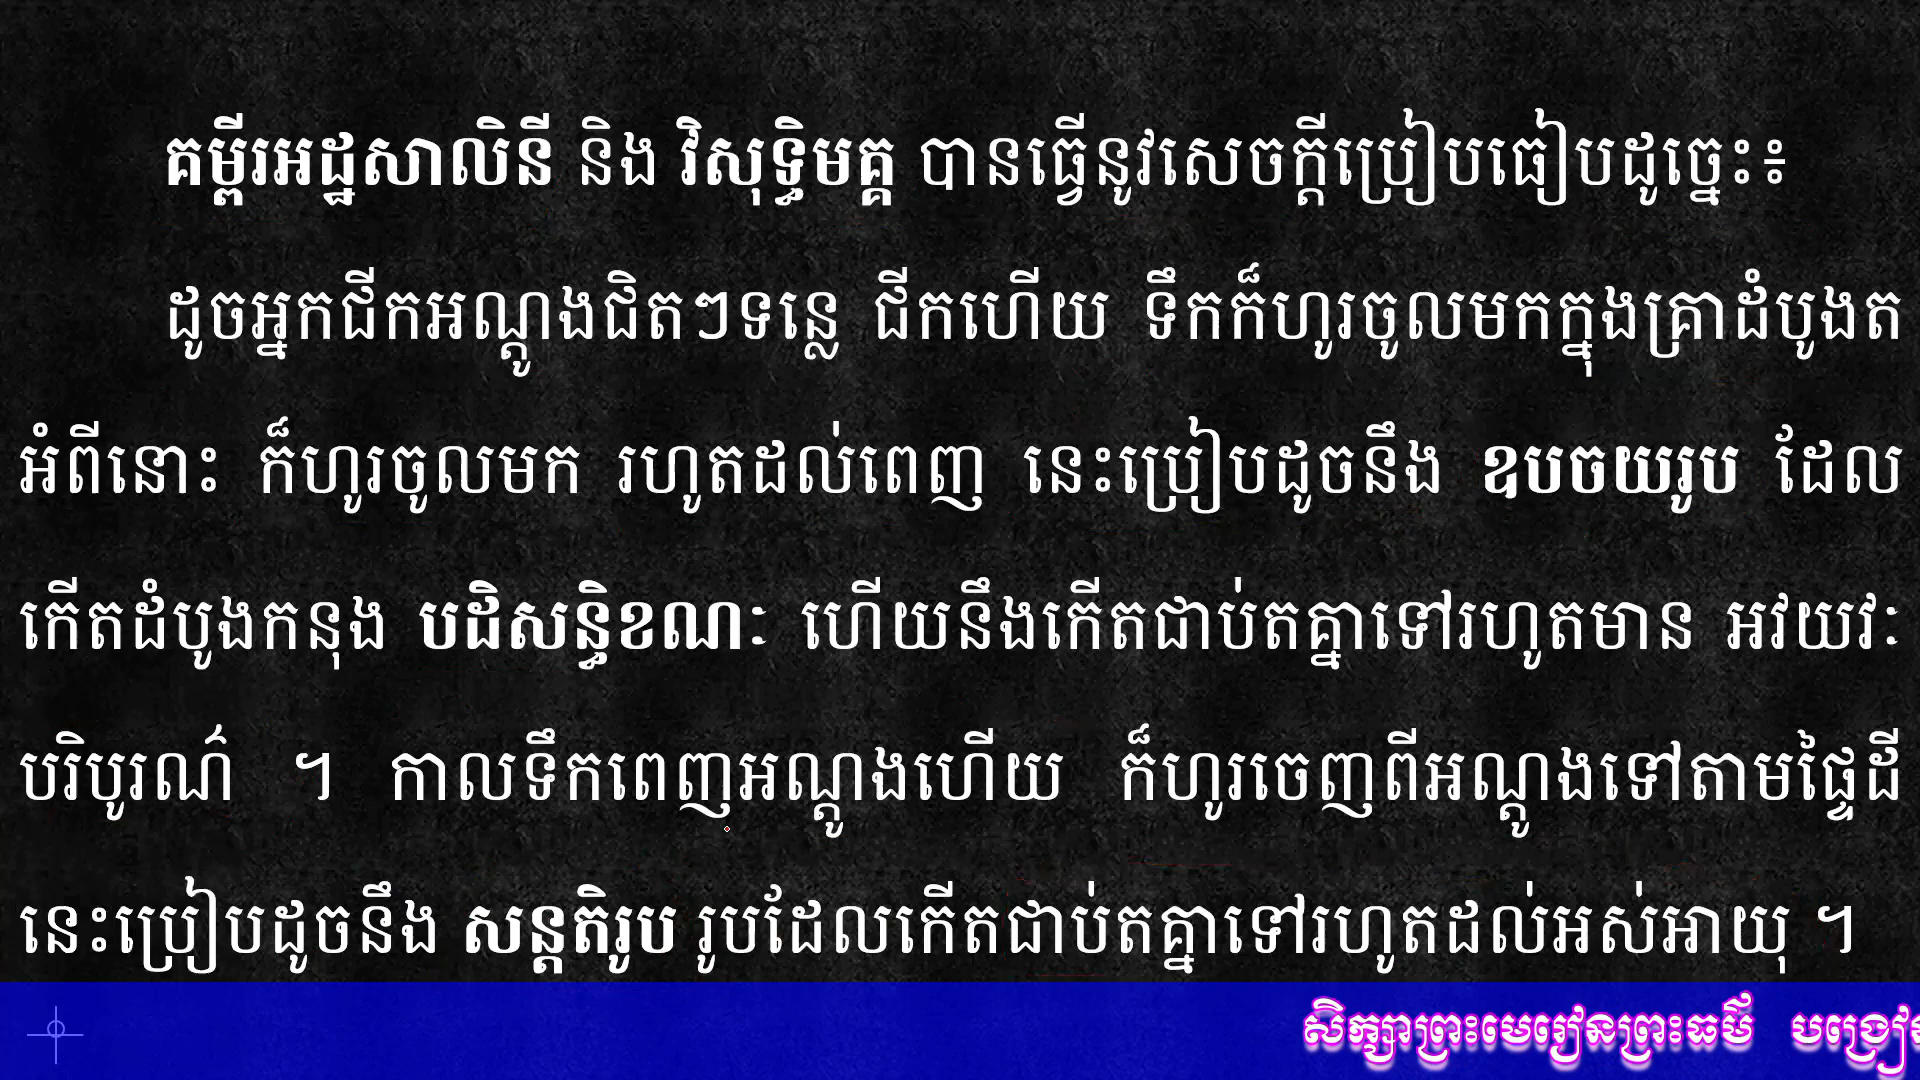 គម្ពីរអដ្ឋសាលិនី និង វិសុទ្ធិមគ្គ បានធ្វើនូវសេចក្ដីប្រៀបធៀបដូច្នេះ៖
ដូចអ្នកជីកអណ្ដូងជិតៗទន្លេ ជីកហើយ ទឹកក៏ហូរចូលមកក្នុងគ្រាដំបូងត
អំពីនោះ ក៏ហូរចូលមក រហូតដល់ពេញ នេះប្រៀបដូចនឹង ឧបចយរូប ដែល
កើតដំបូងកនុង បដិសន្ធិខណៈ ហើយនឹងកើតជាប់តគ្នាទៅរហូតមាន អវយវៈ
បរិបូរណ៌ ។ កាលទឹកពេញអណ្ដូងហើយ ក៏ហូរចេញពីអណ្ដូងទៅតាមផ្ទៃដី
នេះប្រៀបដូចនឹង សន្តតិរូប រូបដែលកើតជាប់តគ្នាទៅរហូតដល់អស់អាយុ ។
សិក្សាព្រះមេរៀនព្រះធម៌